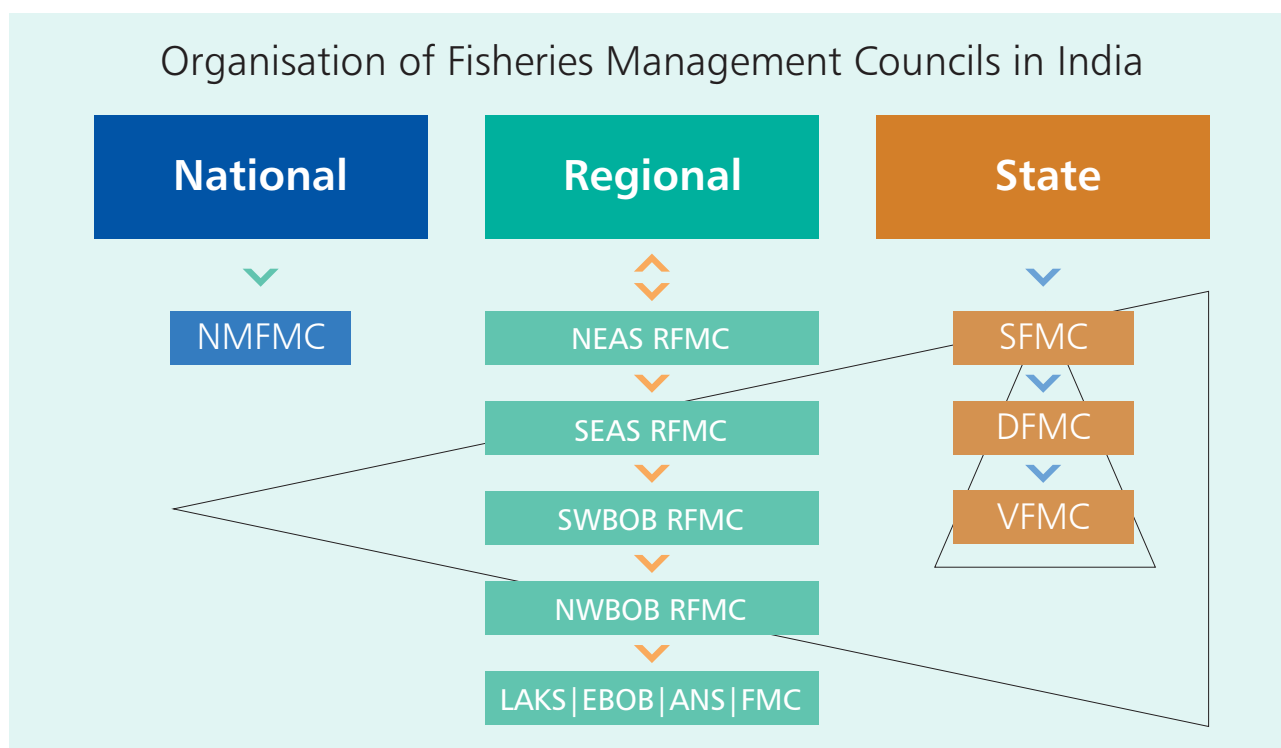 Organisation of Fisheries Management Councils in India
National
Regional
State
NMFMC
NEAS RFMC
SEAS RFMC
SWBOB RFMC
NWBOB RFMC
LAKS|EBOB|ANS|FMC
SFMC
DFMC
VFMC